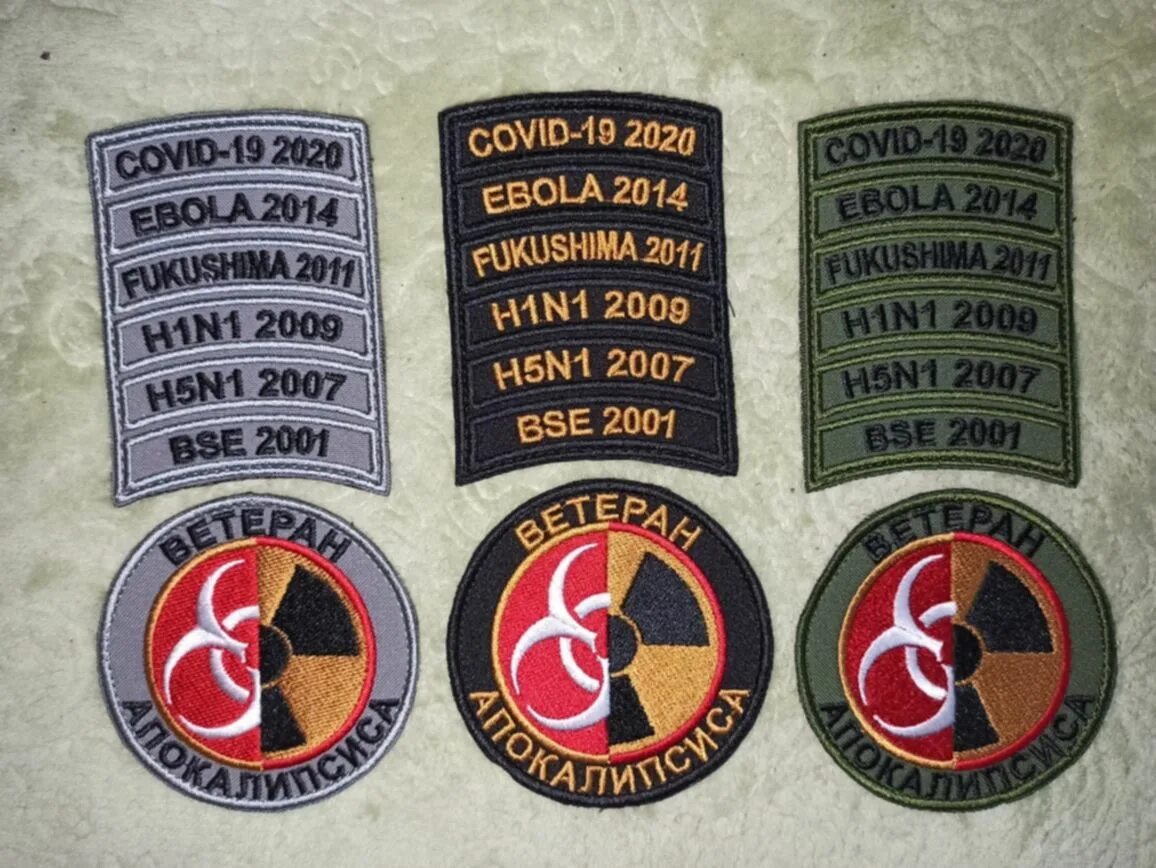 COVID-19 2020
EBOLA 2014
FUKUSHIMA 2011
H1N1 2009
H5N1 2007
BSE 2001
ВЕТЕРАН
АПОКАЛИПСИСА
COVID-19 2020
EBOLA 2014
FUKUSHIMA 2011
H1N1 2009
H5N1 2007
BSE 2001
ВЕТЕРАН
АПОКАЛИПСИСА
COVID-19 2020
EBOLA 2014
FUKUSHIMA 2011
H1N1 2009
H5N1 2007
BSE 2001
ВЕТЕРАН
АПОКАЛИПСИСА